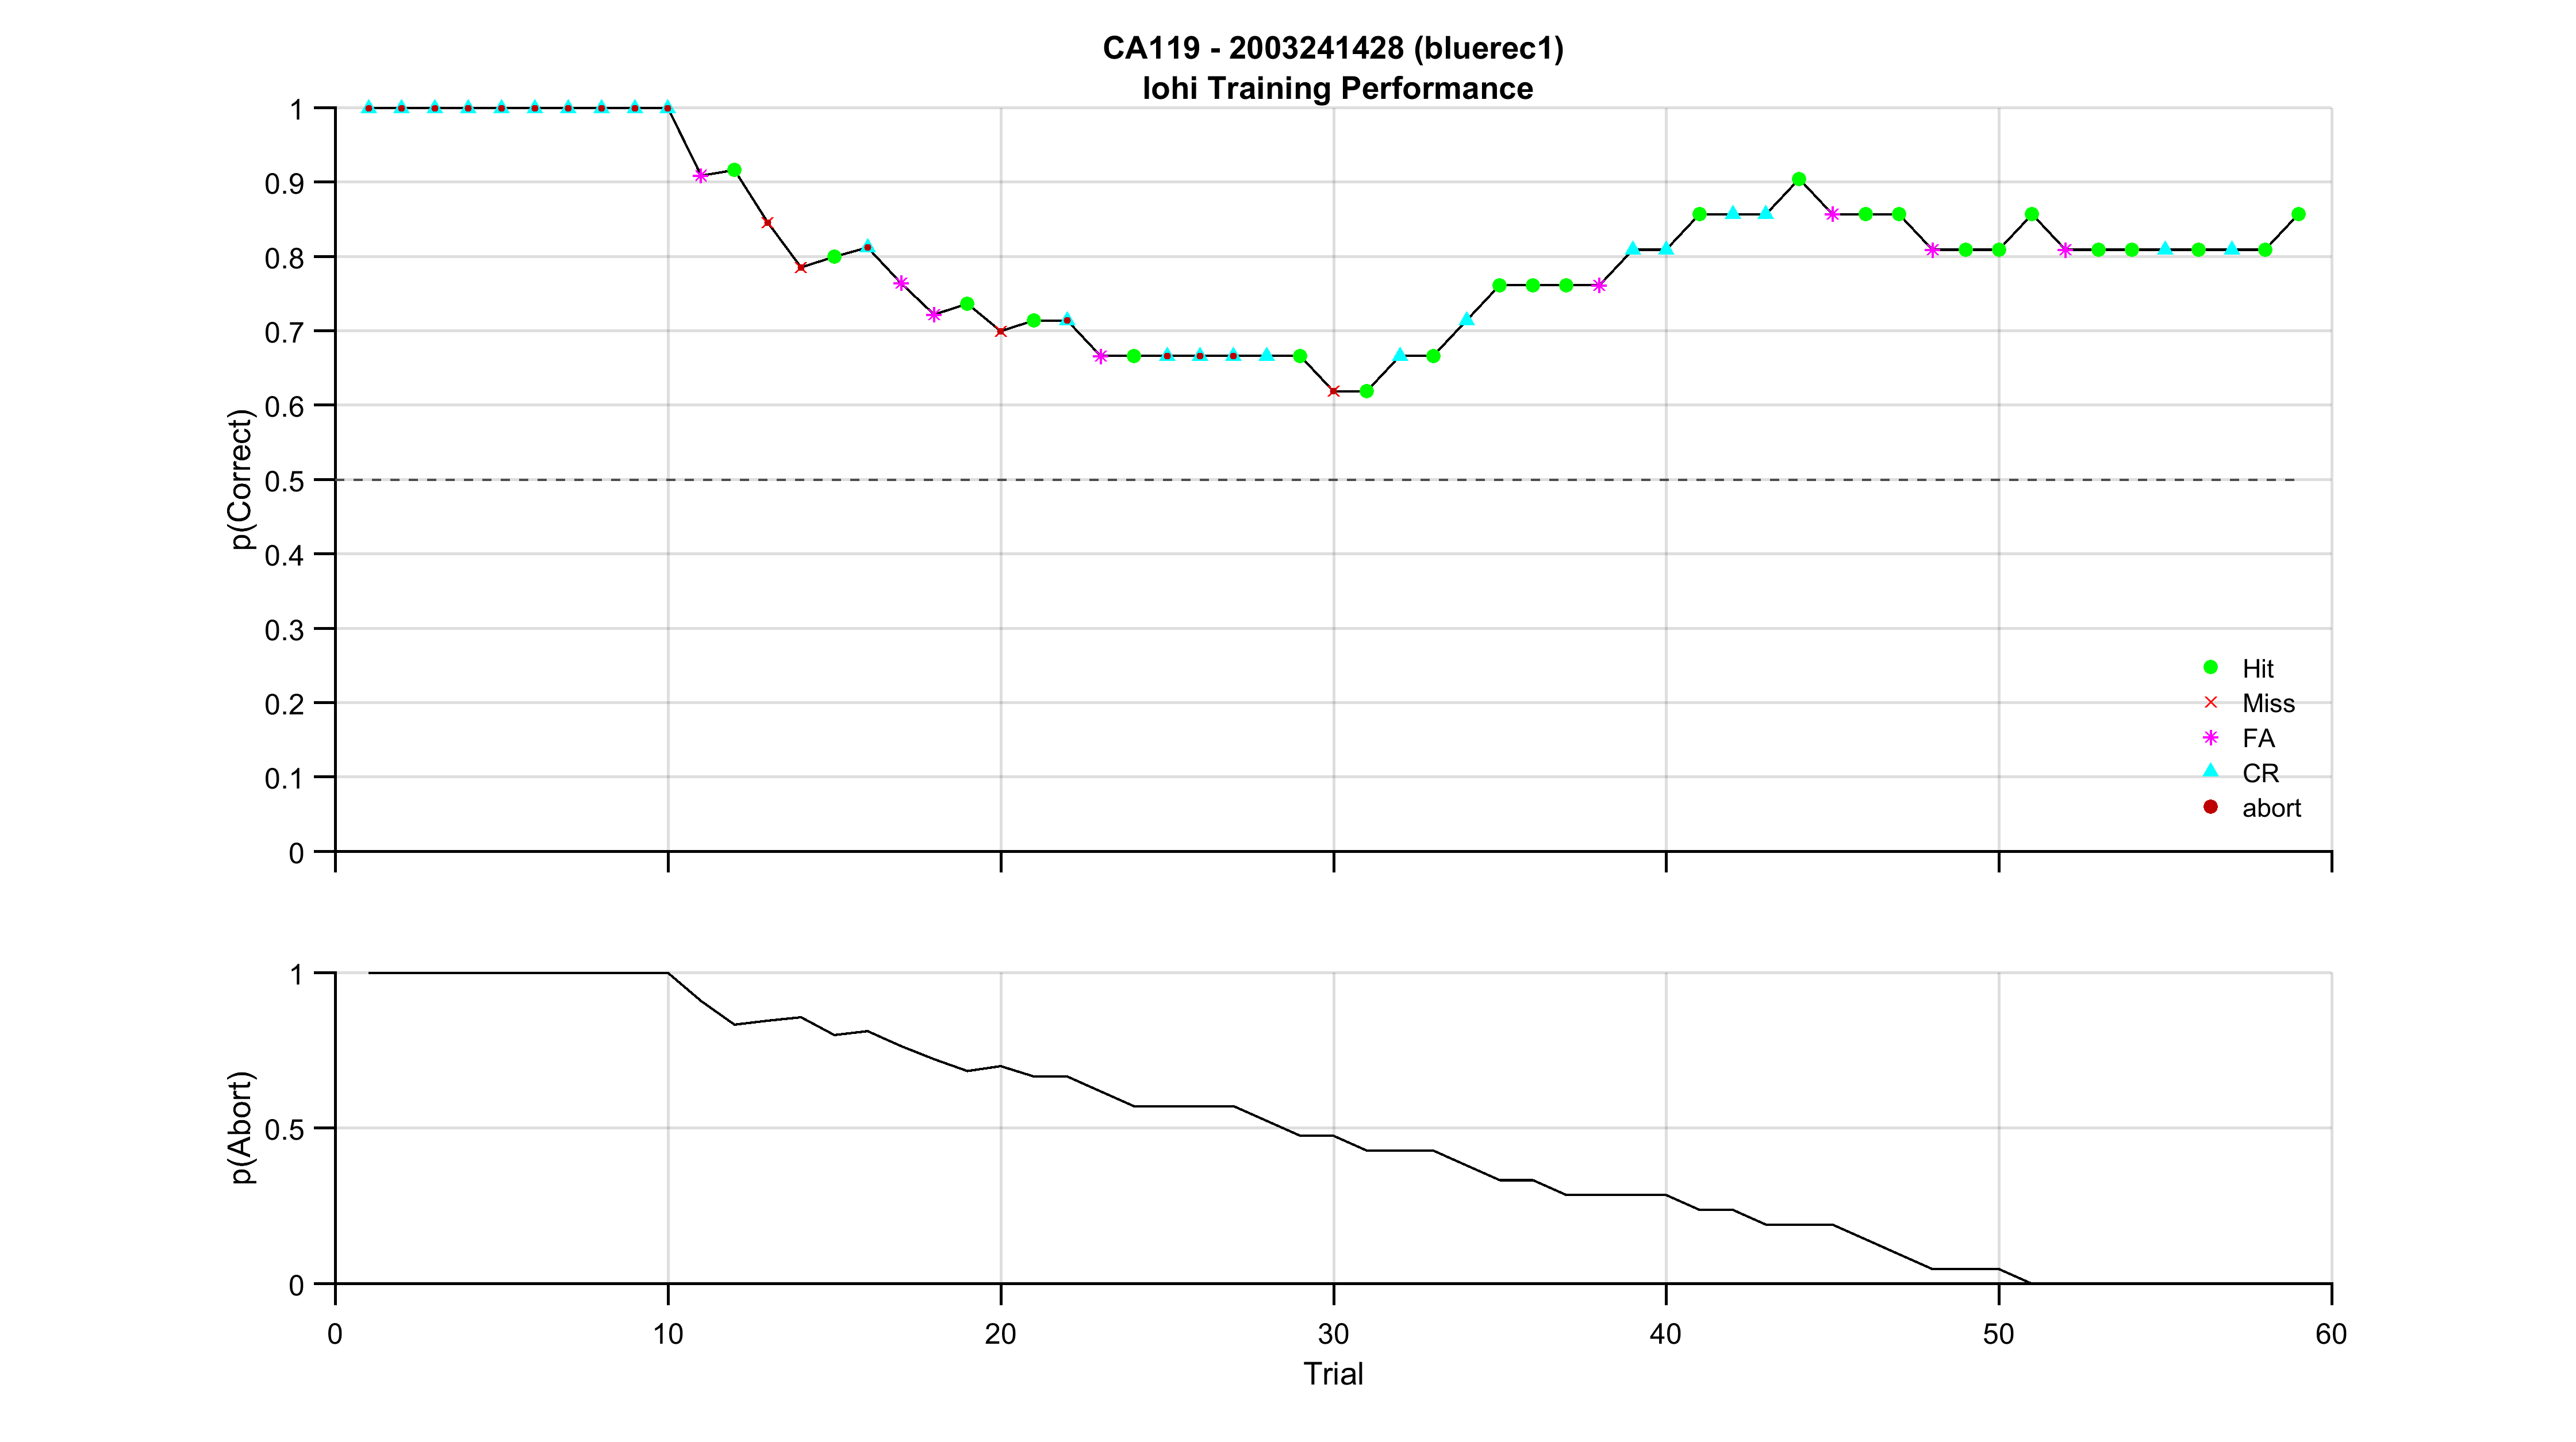 CA119 - 2003241428 (bluerec1)
lohi Training Performance
1
0.9
0.8
0.7
0.6
0.5
0.4
0.3
0.2
0.1
0
p(Correct)
Hit
Miss
FA
CR
abort
1
0.5
0
p(Abort)
0 10 20 30 40 50 60
Trial